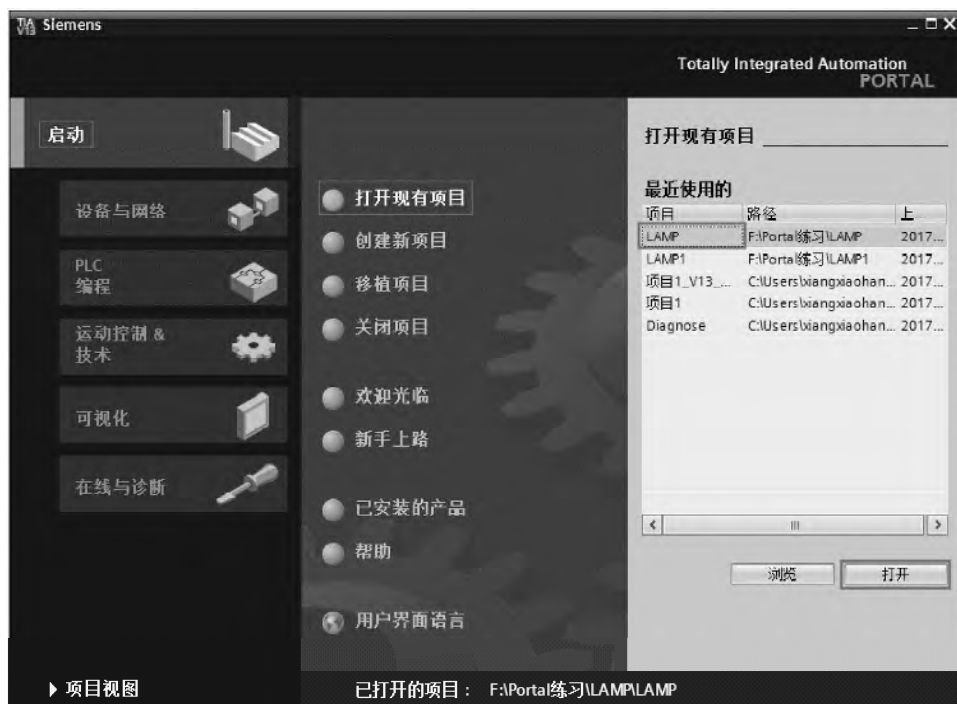 TIA V13 Siemens
Totally Integrated Automation
PORTAL
启动
设备与网络
PLC
编程
运动控制 &
技术
可视化
在线与诊断
打开现有项目
创建新项目
移植项目
关闭项目
欢迎光临
新手上路
已安装的产品
帮助
用户界面语言
打开现有项目
最近使用的
项目 路径 上
LAMP F:\Portal练习\LAMP 2017...
LAMP1 F:\Portal练习\LAMP1 2017...
项目1_V13_... C:\Users\xiangxiaohan... 2017...
项目1 C:\Users\xiangxiaohan... 2017...
Diagnose C:\Users\xiangxiaohan... 2017...
浏览 打开
项目视图
已打开的项目: F:\Portal练习\LAMP\LAMP